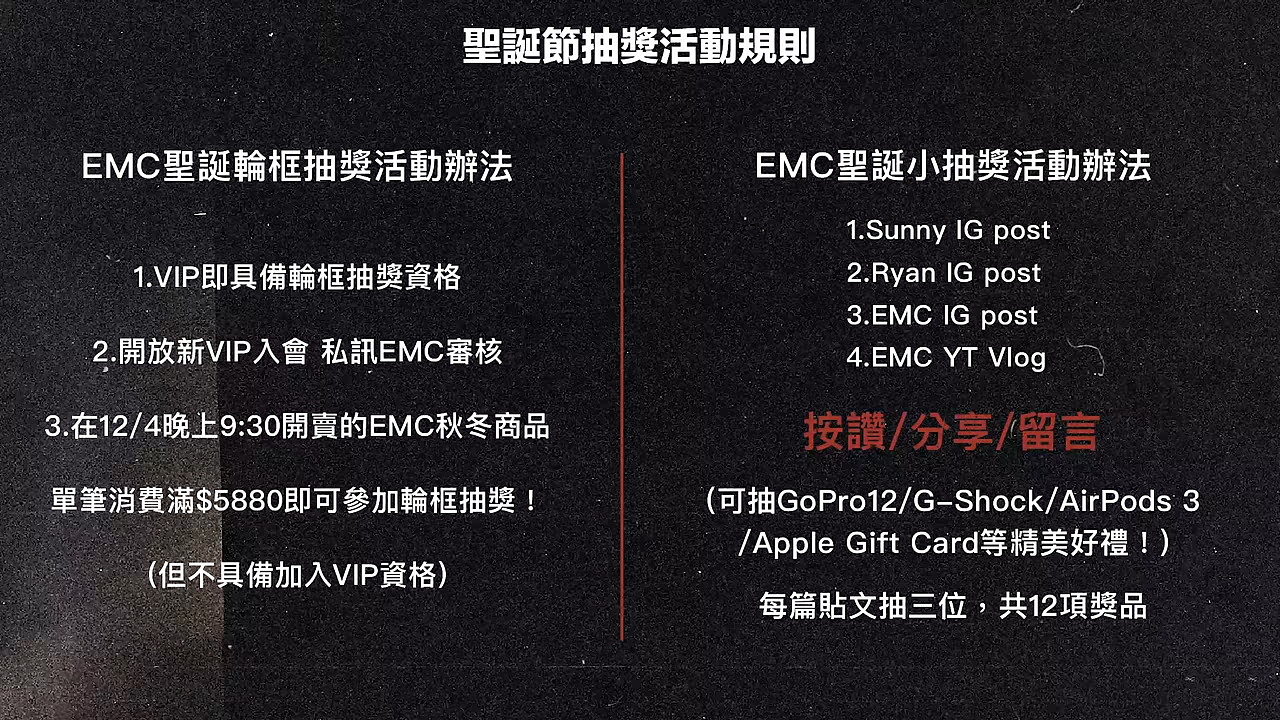 聖誕節抽獎活動規則
EMC聖誕輪框抽獎活動辦法
1.VIP即具備輪框抽獎資格
2.開放新VIP入會 私訊EMC審核
3.在12/4晚上9:30開賣的EMC秋冬商品
單筆消費滿$5880即可參加輪框抽獎！
(但不具備加入VIP資格)
EMC聖誕小抽獎活動辦法
1.Sunny IG post
2.Ryan IG post
3.EMC IG post
4.EMC YT Vlog
按讚/分享/留言
(可抽GoPro12/G-Shock/AirPods 3
/Apple Gift Card等精美好禮！)
每篇貼文抽三位，共12項獎品